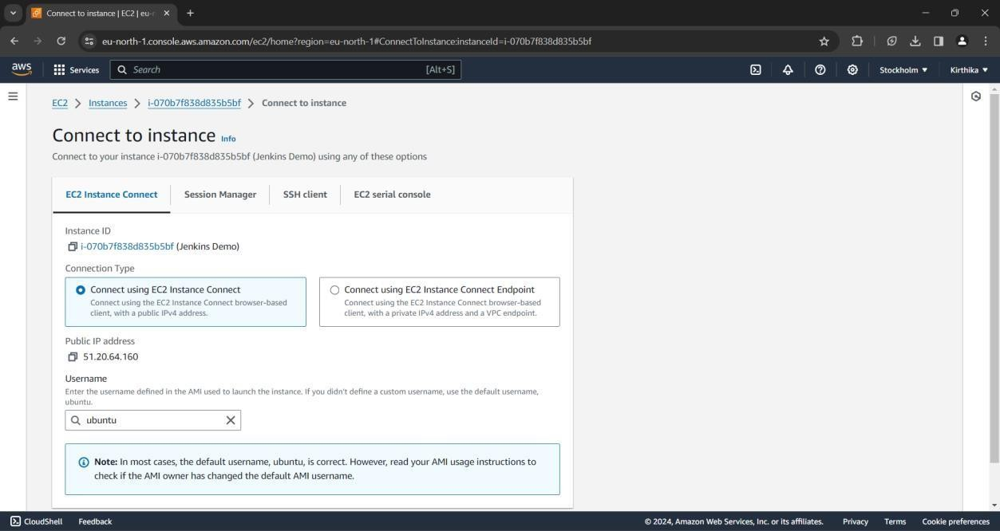 Connect to instance | EC2 | eu-n
eu-north-1.console.aws.amazon.com/ec2/home?region=eu-north-1#ConnectToInstance:instanceId=i-070b7f838d835b5bf
aws Services Search [Alt+S] Stockholm ▼ Kirthika ▼
EC2 > Instances > i-070b7f838d835b5bf > Connect to instance
Connect to instance Info
Connect to your instance i-070b7f838d835b5bf (Jenkins Demo) using any of these options
EC2 Instance Connect Session Manager SSH client EC2 serial console
Instance ID
i-070b7f838d835b5bf (Jenkins Demo)
Connection Type
Connect using EC2 Instance Connect
Connect using the EC2 Instance Connect browser-based
client, with a public IPv4 address.
Connect using EC2 Instance Connect Endpoint
Connect using the EC2 Instance Connect browser-based
client, with a private IPv4 address and a VPC endpoint.
Public IP address
51.20.64.160
Username
Enter the username defined in the AMI used to launch the instance. If you didn't define a custom username, use the default username,
ubuntu.
ubuntu
Note: In most cases, the default username, ubuntu, is correct. However, read your AMI usage instructions to
check if the AMI owner has changed the default AMI username.
CloudShell Feedback © 2024, Amazon Web Services, Inc. or its affiliates. Privacy Terms Cookie preferences